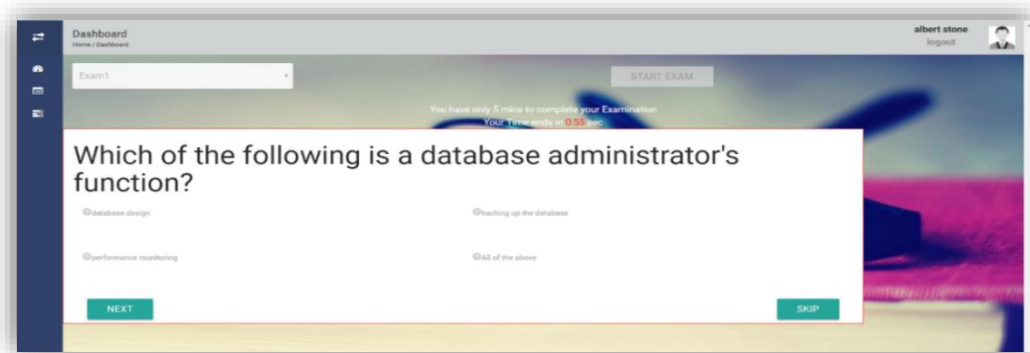 Dashboard
Home / Dashboard
albert stone
logout
Exam1
START EXAM
You have only 5 mins to complete your Examination
Your Time ends in 0:55 sec
Which of the following is a database administrator's
function?
database design
backing up the database
performance monitoring
All of the above
NEXT
SKIP